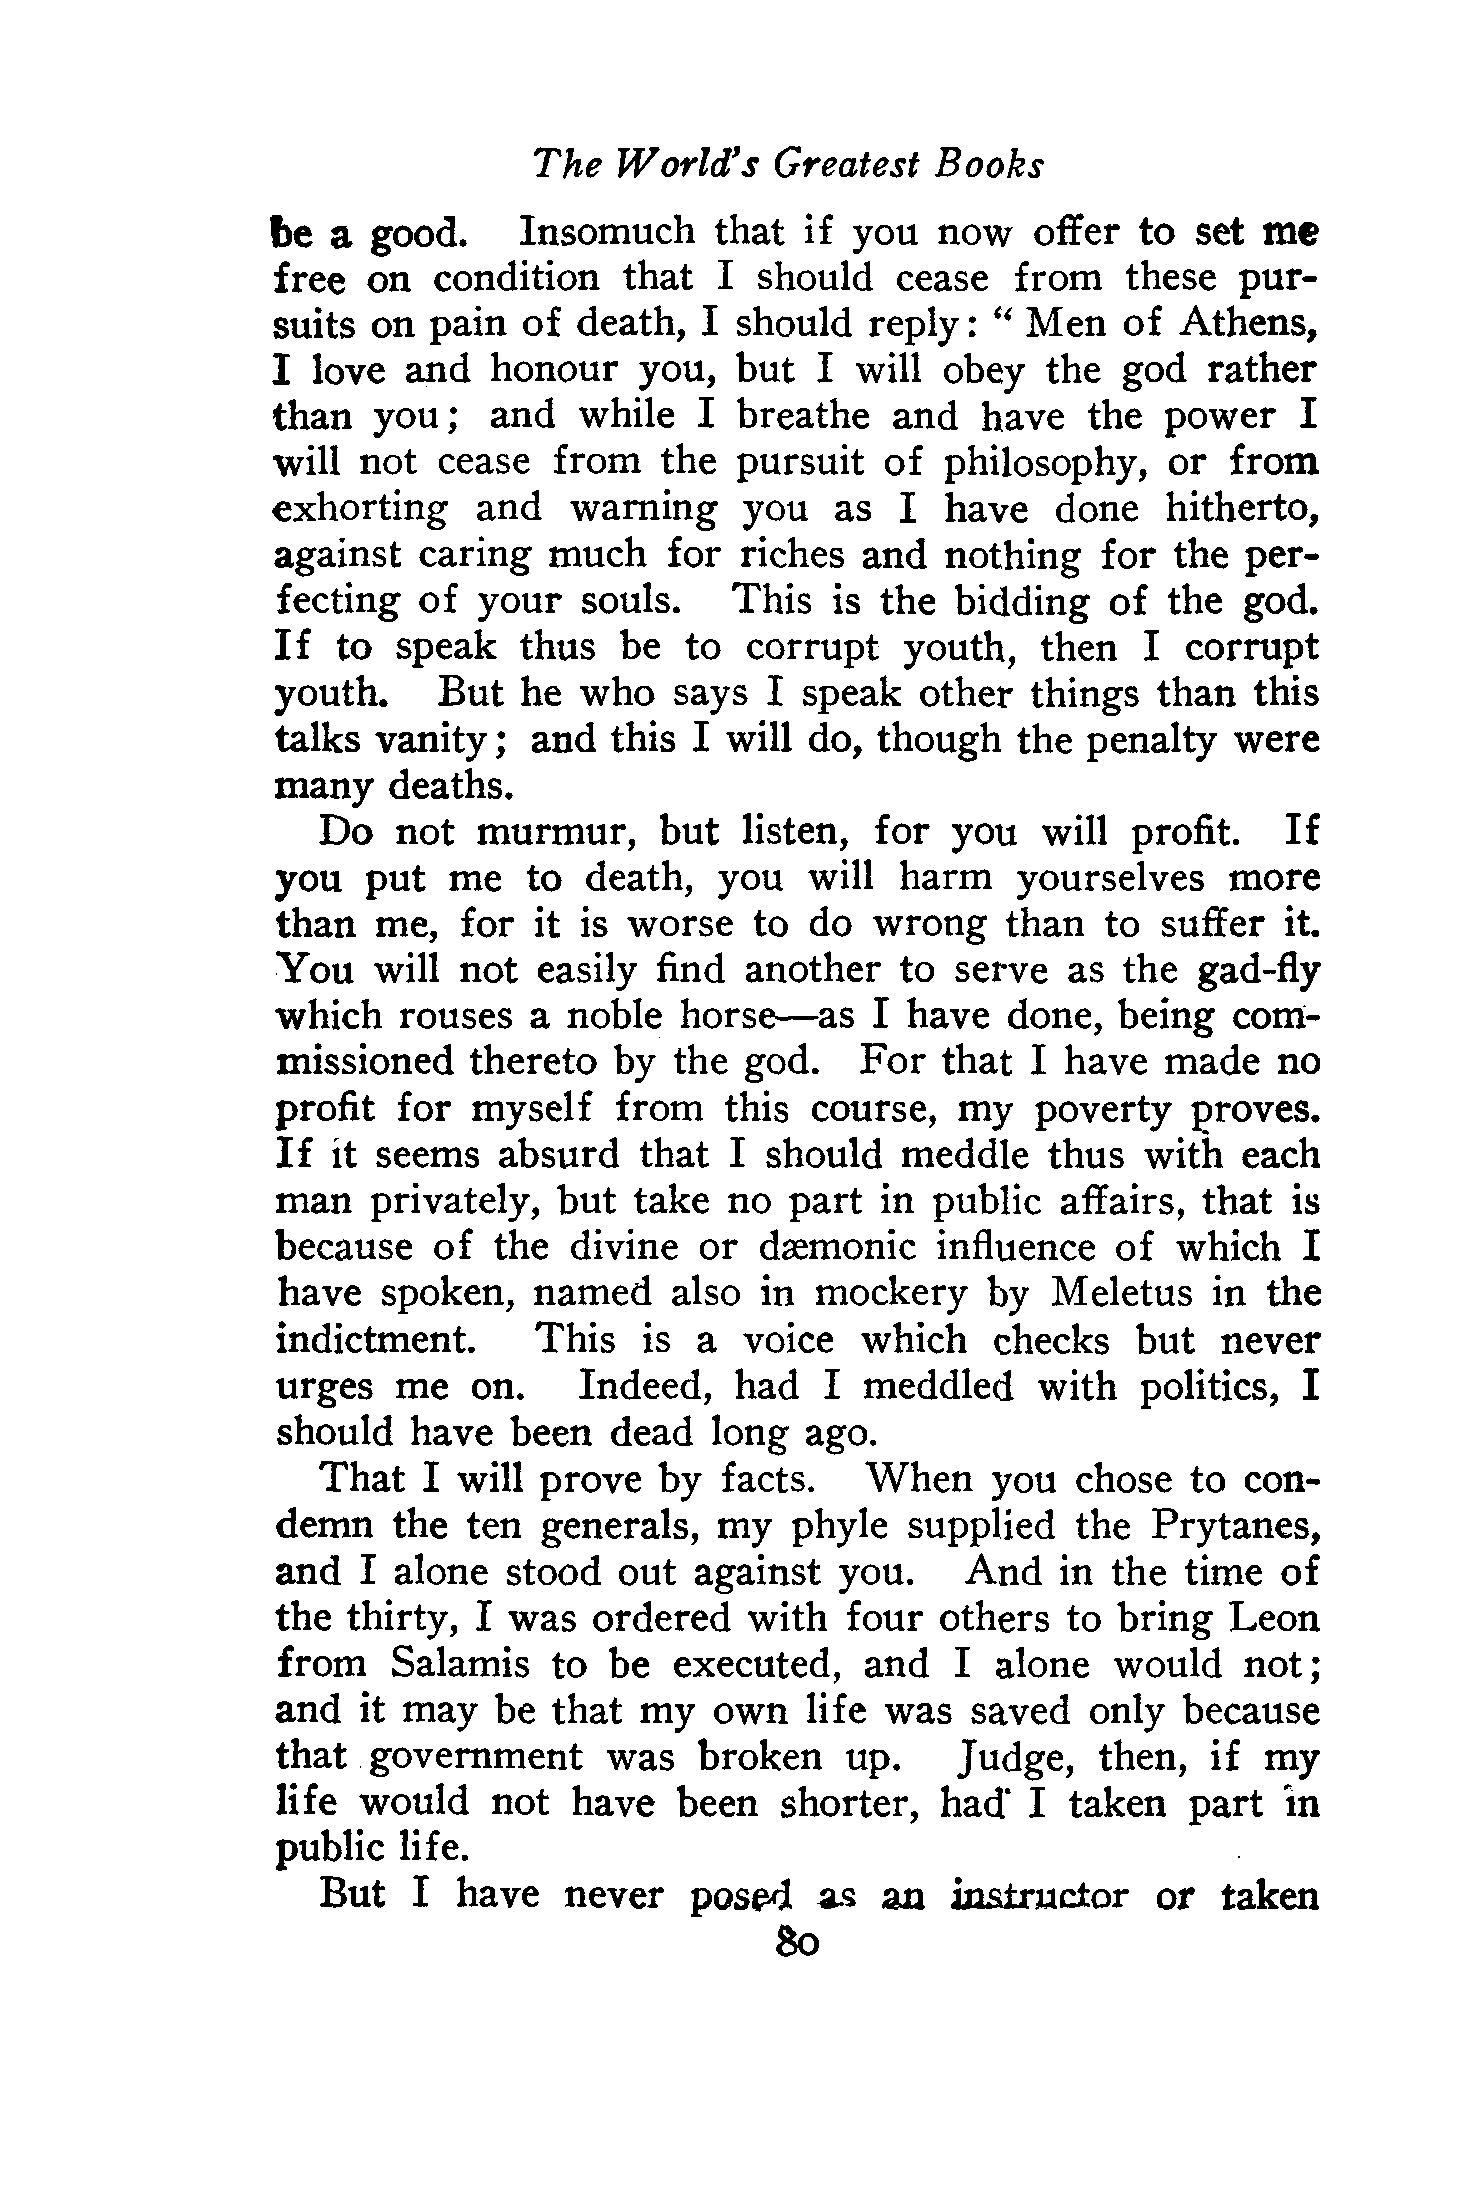 The World's Greatest Books
be a good. Insomuch that if you now offer to set me
free on condition that I should cease from these pur-
suits on pain of death, I should reply: “ Men of Athens,
I love and honour you, but I will obey the god rather
than you; and while I breathe and have the power I
will not cease from the pursuit of philosophy, or from
exhorting and warning you as I have done hitherto,
against caring much for riches and nothing for the per-
fecting of your souls. This is the bidding of the god.
If to speak thus be to corrupt youth, then I corrupt
youth. But he who says I speak other things than this
talks vanity; and this I will do, though the penalty were
many deaths.
Do not murmur, but listen, for you will profit. If
you put me to death, you will harm yourselves more
than me, for it is worse to do wrong than to suffer it.
You will not easily find another to serve as the gad-fly
which rouses a noble horse—as I have done, being com-
missioned thereto by the god. For that I have made no
profit for myself from this course, my poverty proves.
If it seems absurd that I should meddle thus with each
man privately, but take no part in public affairs, that is
because of the divine or dæmonic influence of which I
have spoken, named also in mockery by Meletus in the
indictment. This is a voice which checks but never
urges me on. Indeed, had I meddled with politics, I
should have been dead long ago.
That I will prove by facts. When you chose to con-
demn the ten generals, my phyle supplied the Prytanes,
and I alone stood out against you. And in the time of
the thirty, I was ordered with four others to bring Leon
from Salamis to be executed, and I alone would not;
and it may be that my own life was saved only because
that government was broken up. Judge, then, if my
life would not have been shorter, had I taken part in
public life.
But I have never posed as an instructor or taken
80